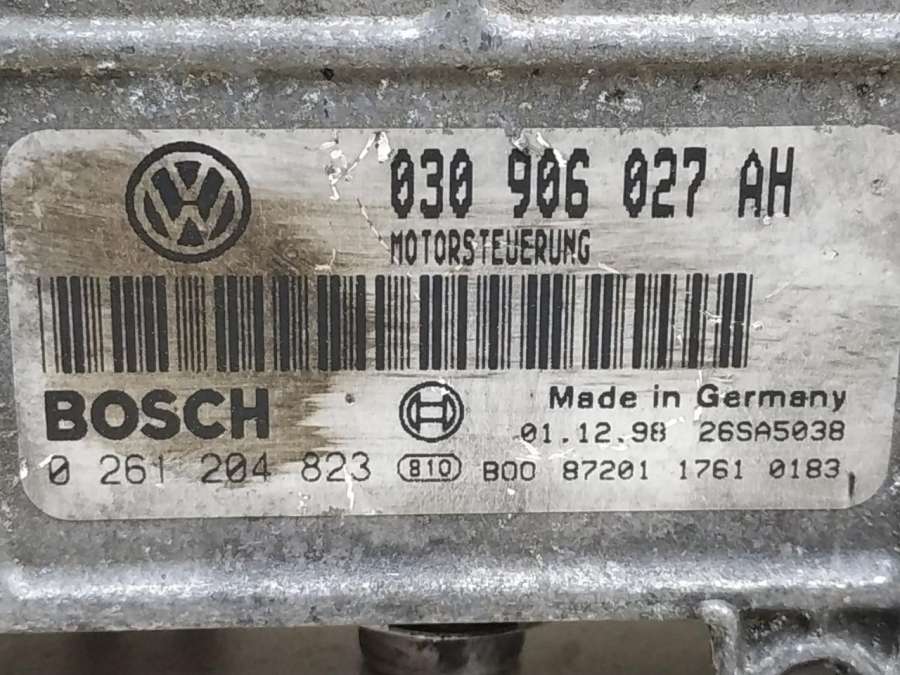 030 906 027 AH
MOTORSTEUERUNG
BOSCH
Made in Germany
01.12.98 26SA5038
0 261 204 823 810 B00 87201 1761 0183